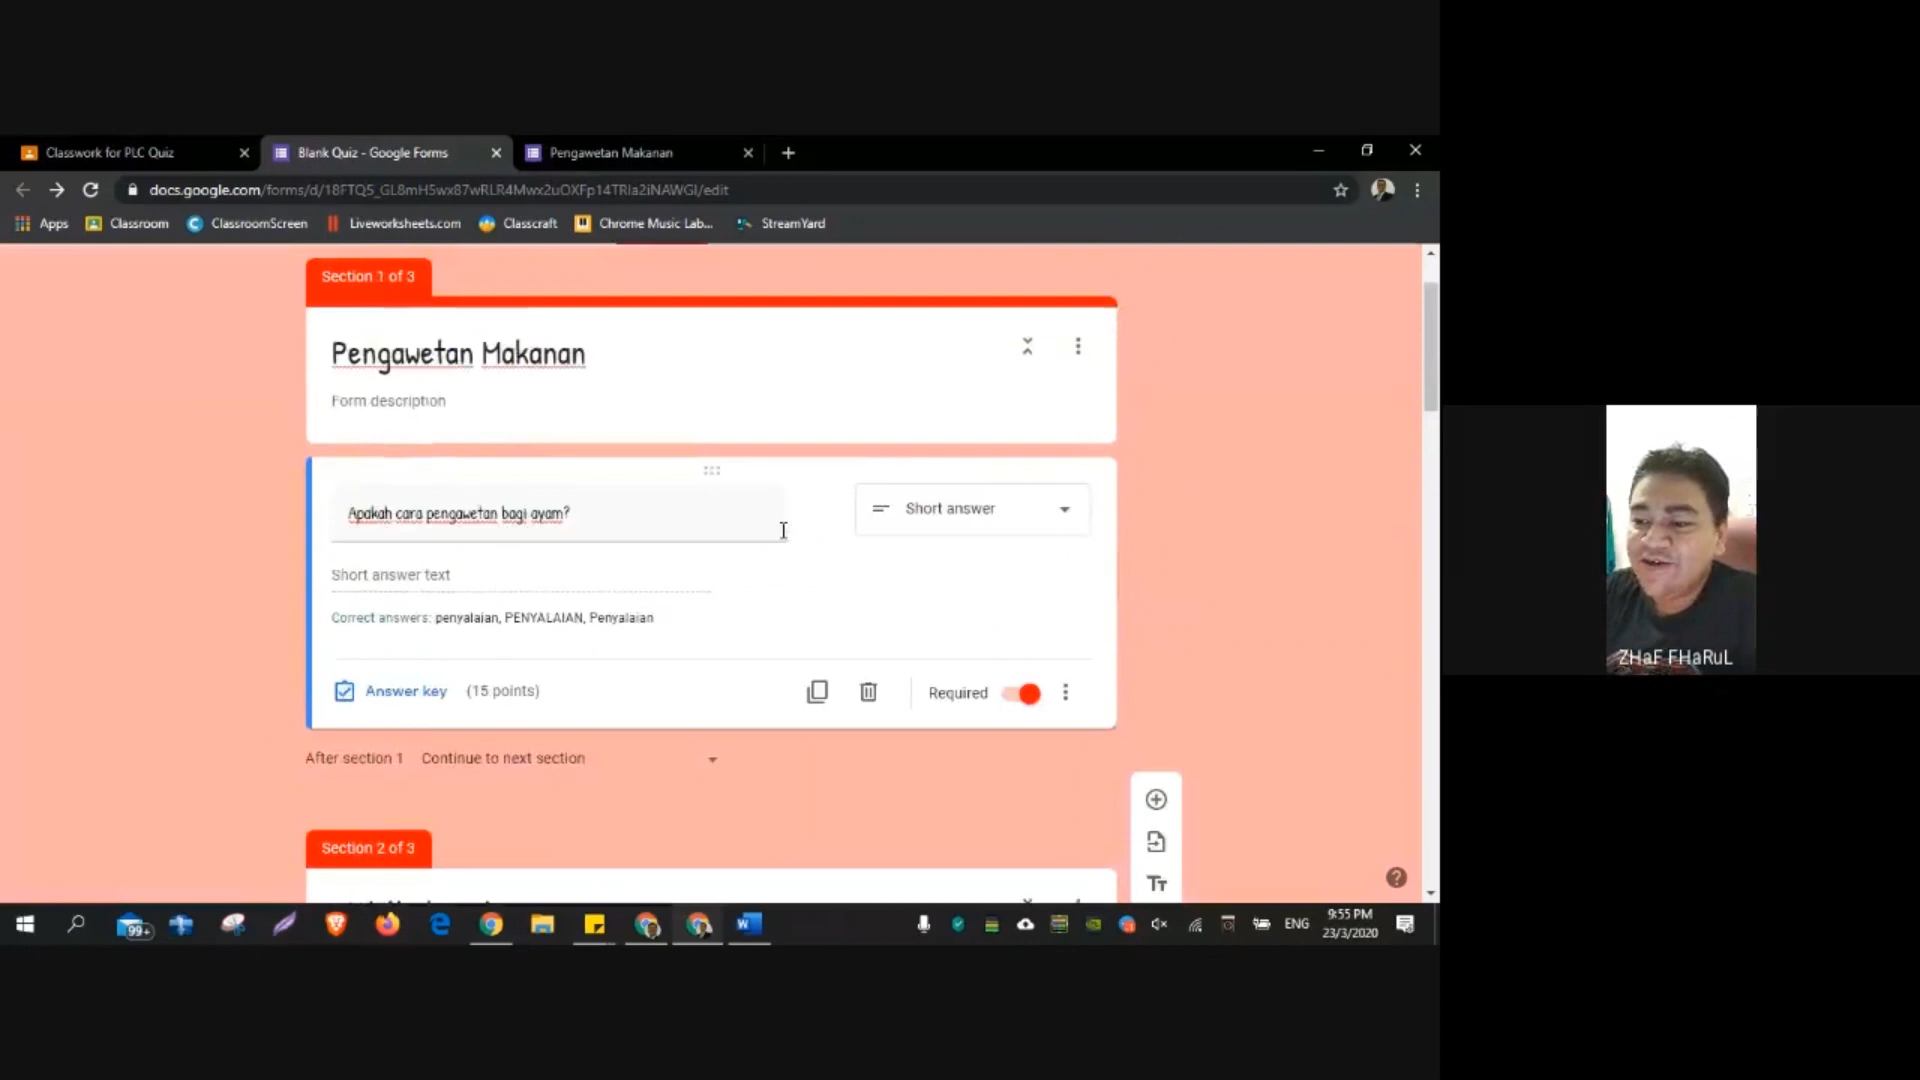 Classwork for PLC Quiz
Blank Quiz - Google Forms
Pengawetan Makanan
docs.google.com/forms/d/18FTQ5_GL8mH5wx87wRLR4Mwx2uOXFp14TRla2iNAWGI/edit
Apps
Classroom
ClassroomScreen
Liveworksheets.com
Classcraft
Chrome Music Lab...
StreamYard
Section 1 of 3
Pengawetan Makanan
Form description
Apakah cara pengawetan bagi ayam?
Short answer
Short answer text
Correct answers: penyalaian, PENYALAIAN, Penyalaian
Answer key (15 points)
Required
After section 1 Continue to next section
Section 2 of 3
Tт
ZHaF FHaRuL
99+
ENG
9:55 PM
23/3/2020